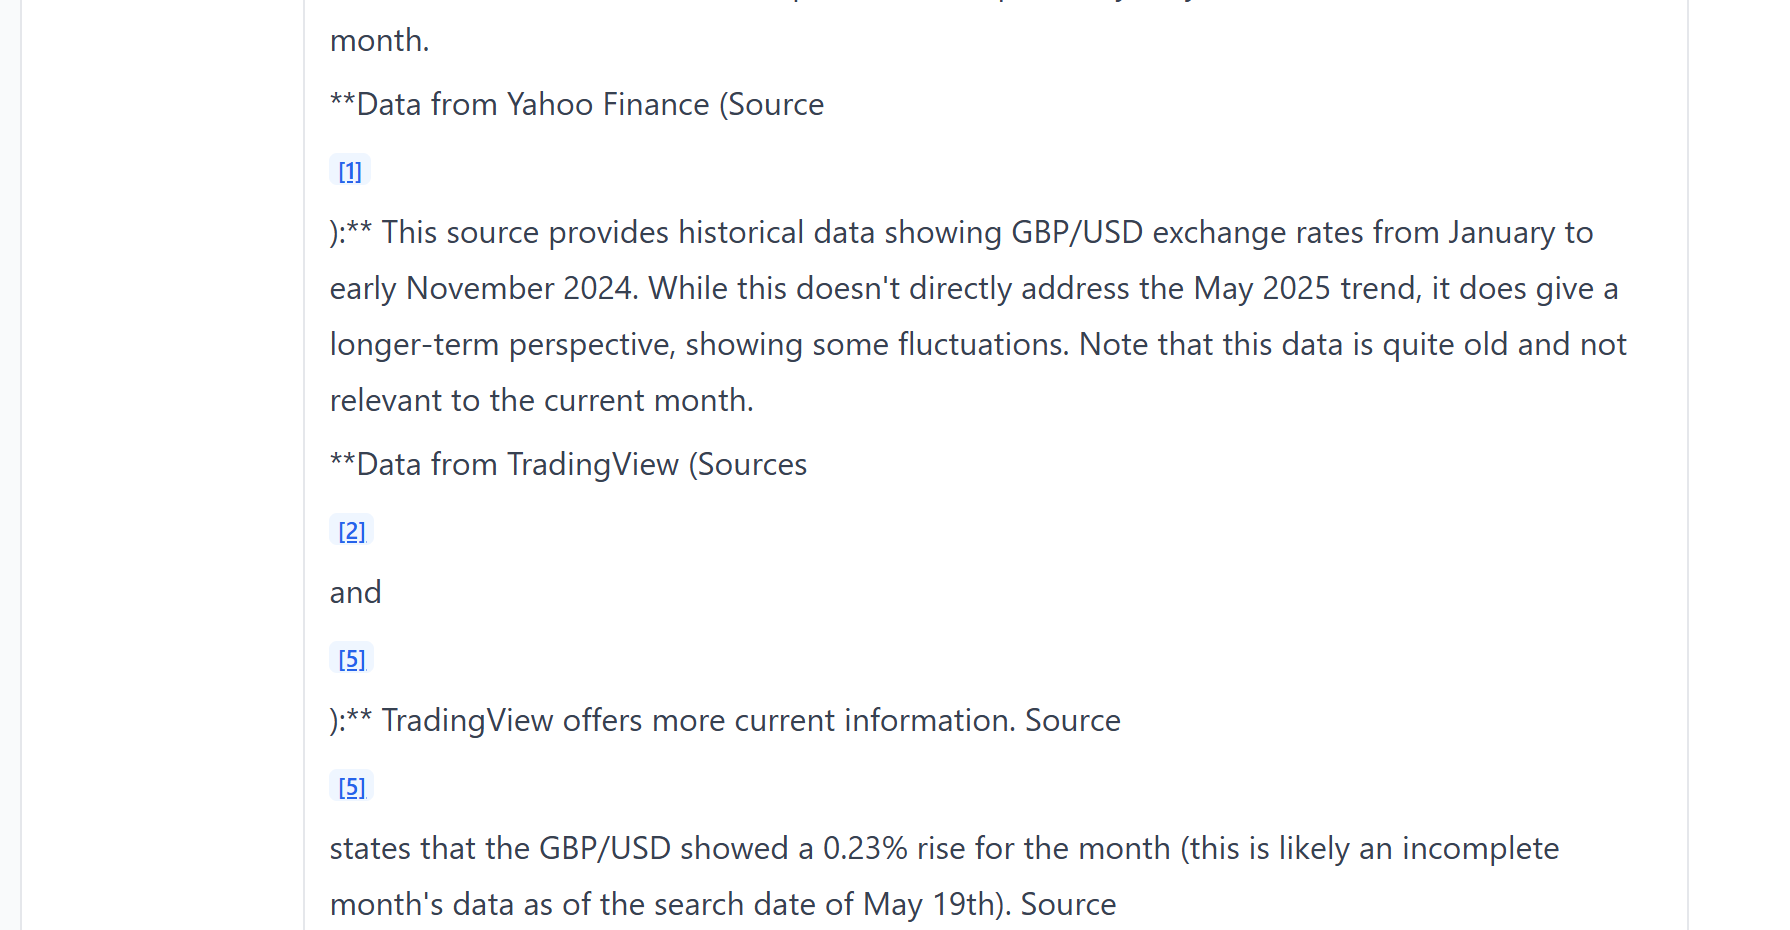 month.
**Data from Yahoo Finance (Source
[1]
):** This source provides historical data showing GBP/USD exchange rates from January to
early November 2024. While this doesn't directly address the May 2025 trend, it does give a
longer-term perspective, showing some fluctuations. Note that this data is quite old and not
relevant to the current month.
**Data from TradingView (Sources
[2]
and
[5]
):** TradingView offers more current information. Source
[5]
states that the GBP/USD showed a 0.23% rise for the month (this is likely an incomplete
month's data as of the search date of May 19th). Source